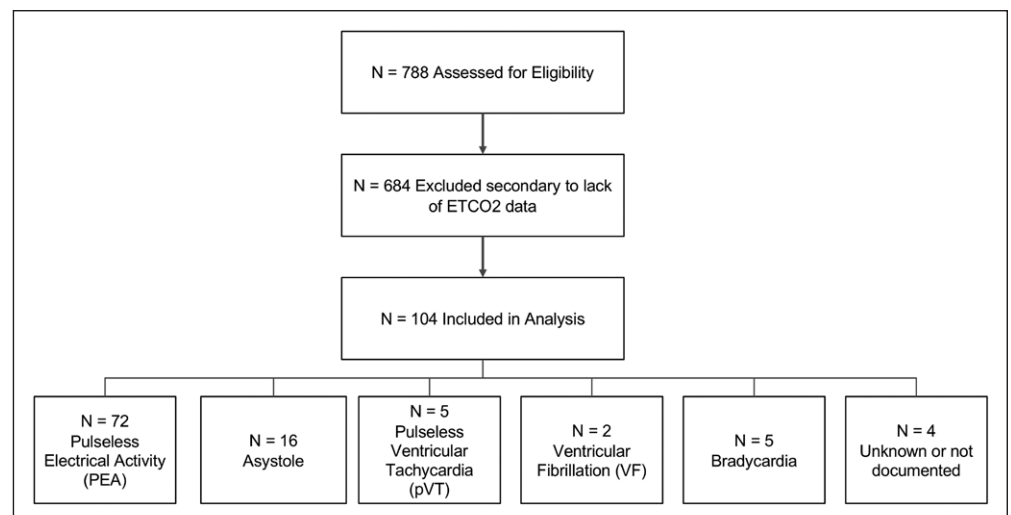 N = 788 Assessed for Eligibility
N = 684 Excluded secondary to lack
of ETCO2 data
N = 104 Included in Analysis
N = 72
Pulseless
Electrical Activity
(PEA)
N = 16
Asystole
N = 5
Pulseless
Ventricular
Tachycardia
(pVT)
N = 2
Ventricular
Fibrillation (VF)
N = 5
Bradycardia
N = 4
Unknown or not
documented